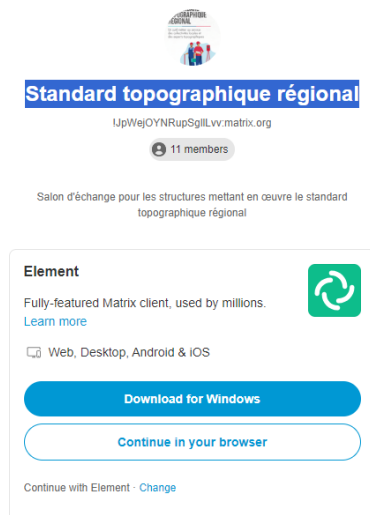 Standard topographique régional
!JpWejOYNRupSgllLvv:matrix.org
11 members
Salon d'échange pour les structures mettant en œuvre le standard
topographique régional
Element
Fully-featured Matrix client, used by millions.
Learn more
Web, Desktop, Android & iOS
Download for Windows
Continue in your browser
Continue with Element · Change